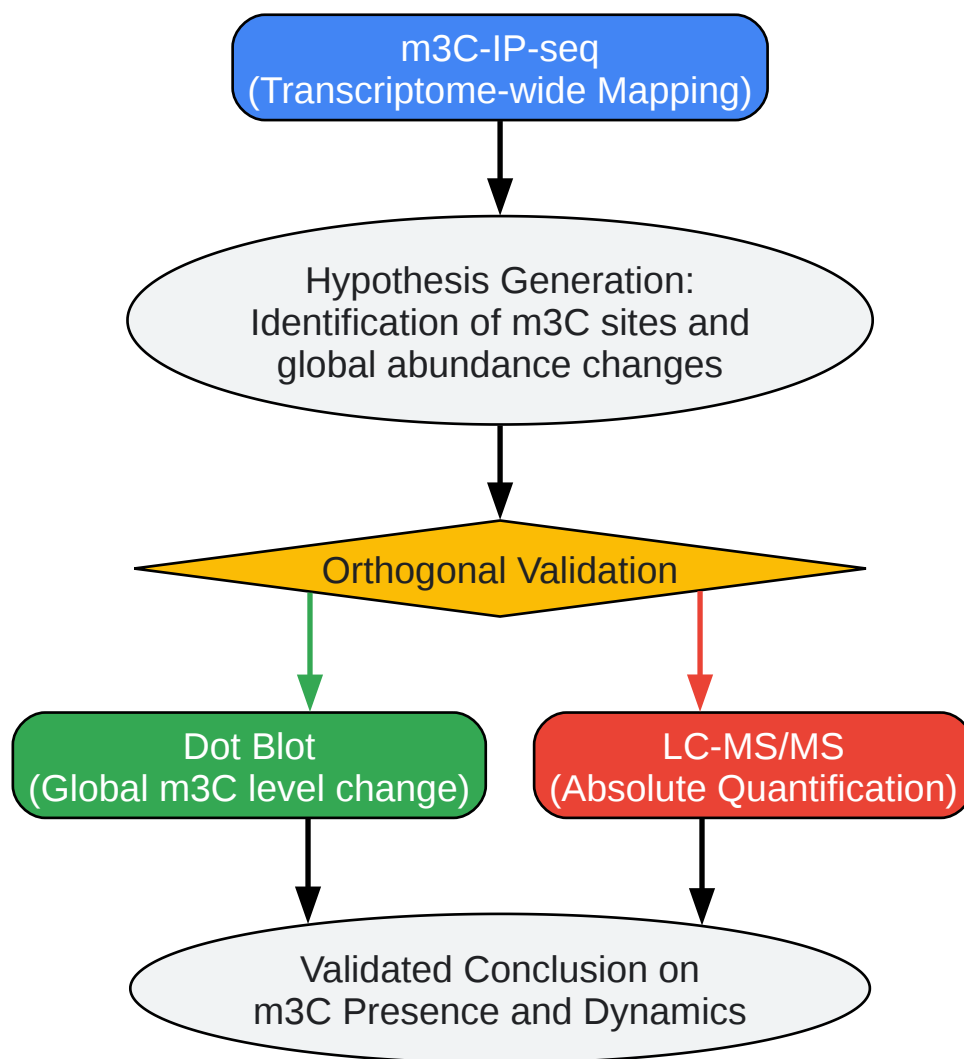 m3C-IP-seq
(Transcriptome-wide Mapping)
Hypothesis Generation:
Identification of m3C sites and
global abundance changes
Orthogonal Validation
Dot Blot
(Global m3C level change)
LC-MS/MS
(Absolute Quantification)
Validated Conclusion on
m3C Presence and Dynamics